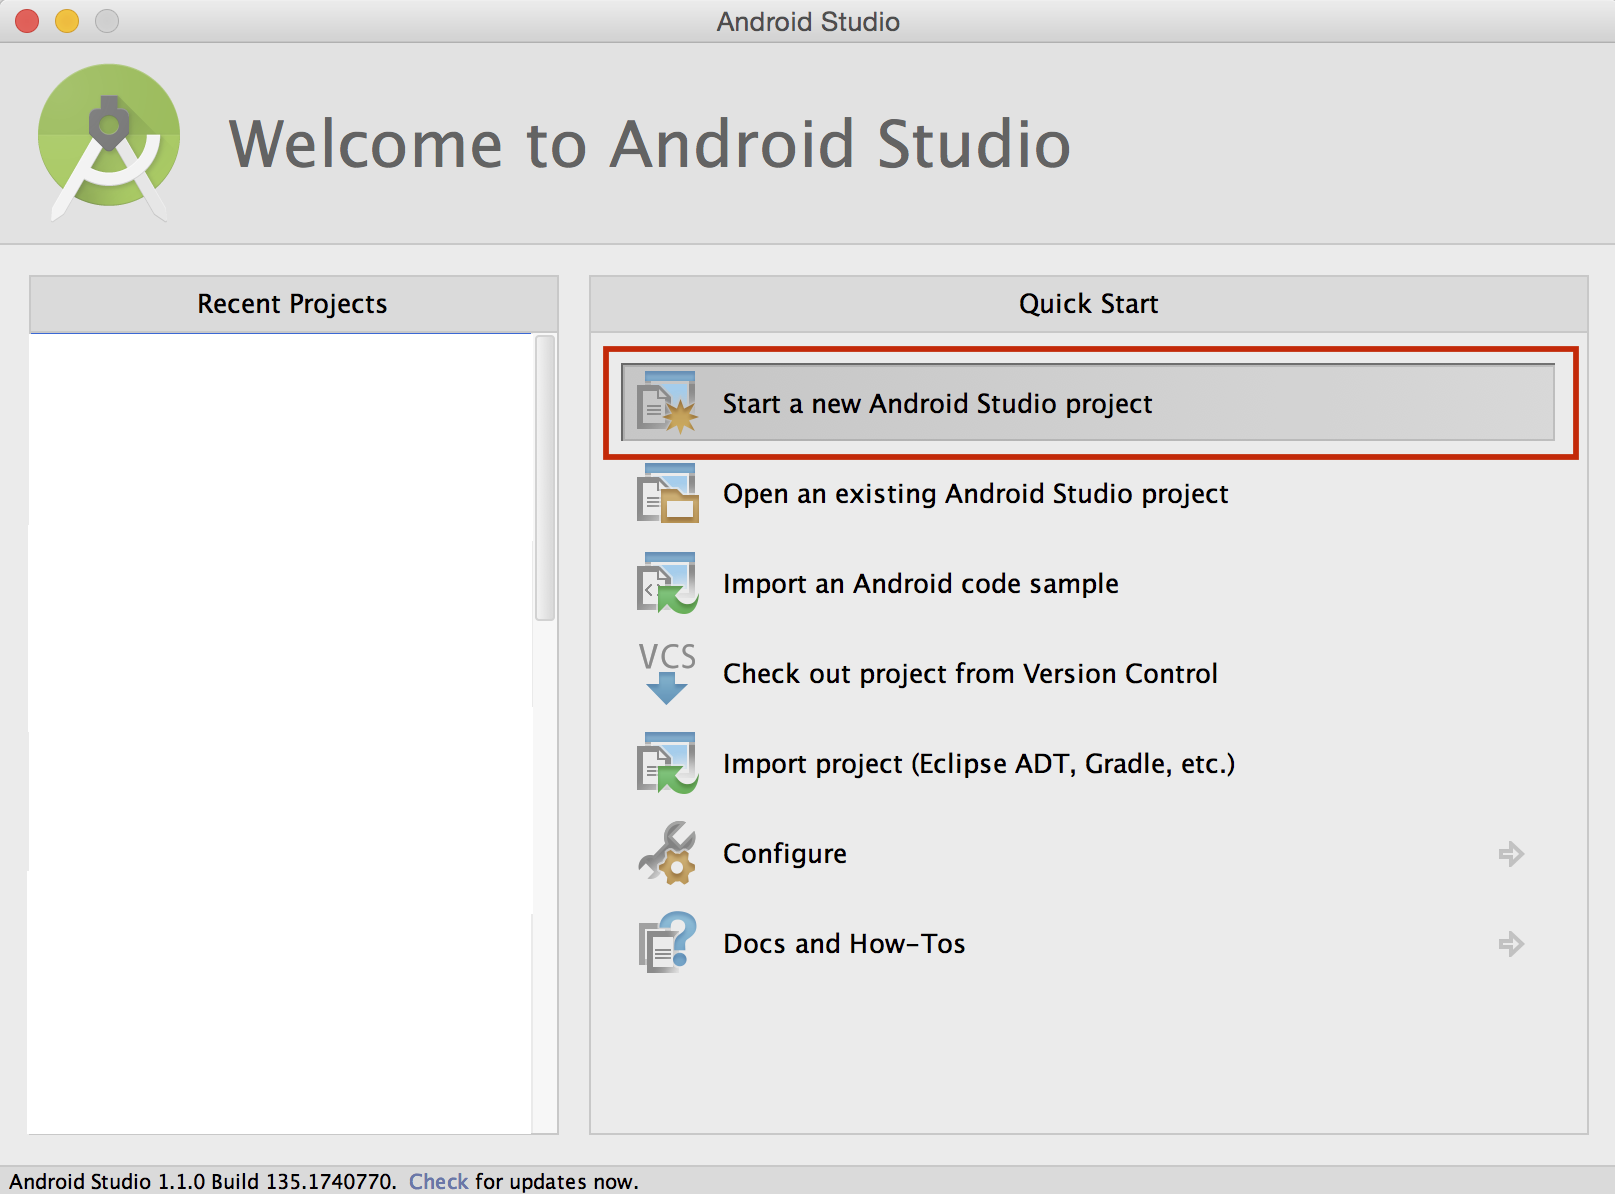 Android Studio
Welcome to Android Studio
Recent Projects
Quick Start
Start a new Android Studio project
Open an existing Android Studio project
Import an Android code sample
VCS
Check out project from Version Control
Import project (Eclipse ADT, Gradle, etc.)
Configure
Docs and How-Tos
Android Studio 1.1.0 Build 135.1740770. Check for updates now.